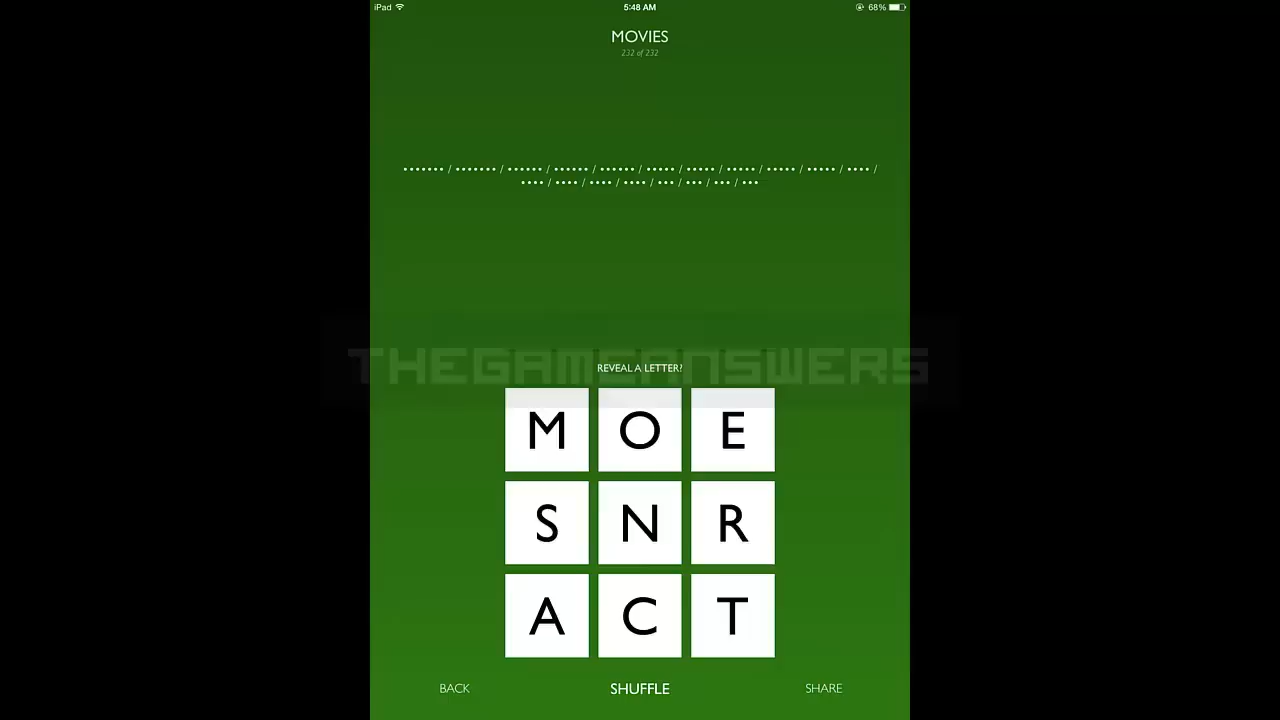 iPad 5:48 AM 68%
MOVIES
232 of 232
••••••• / ••••••• / •••••• / •••••• / •••••• / ••••• / ••••• / ••••• / ••••• / ••••• / •••• /
•••• / •••• / •••• / •••• / ••• / ••• / ••• / •••
THEGAMEANSWERS
REVEAL A LETTER?
M O E
S N R
A C T
BACK SHUFFLE SHARE